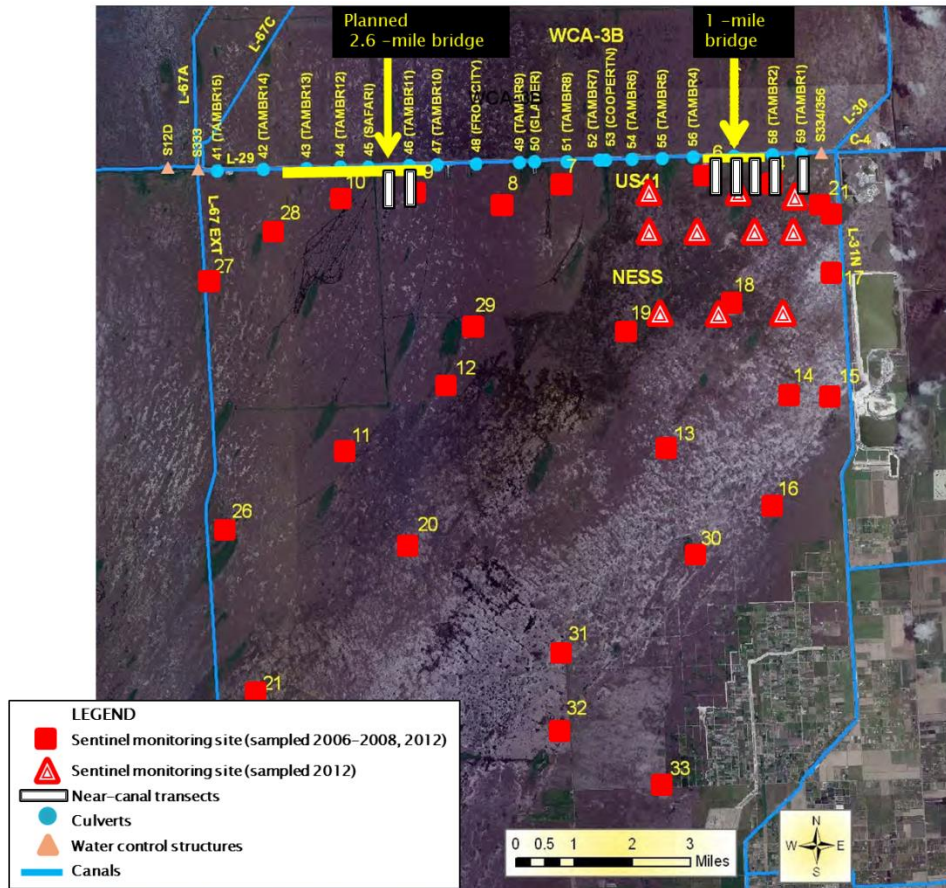 Planned
2.6 -mile bridge
1 -mile
bridge
WCA-3B
L-67A
L-67C
S12D
S333
41 (TAMBR15)
42 (TAMBR14)
43 (TAMBR13)
44 (TAMBR12)
45 (SAFARI)
46 (TAMBR11)
47 (TAMBR10)
48 (FROGCITY)
49 (TAMBR9)
50 (GLADER)
51 (TAMBR8)
52 (TAMBR7)
53 (COOPERTN)
54 (TAMBR6)
55 (TAMBR5)
56 (TAMBR4)
58 (TAMBR2)
59 (TAMBR1)
S334/356
L-30
C-4
L-29
US41
L-67 EXT
L-31N
NESS
10
9
8
7
6
4
21
28
27
17
18
19
29
12
14
15
11
13
16
26
20
30
31
21
32
33
LEGEND
Sentinel monitoring site (sampled 2006-2008, 2012)
Sentinel monitoring site (sampled 2012)
Near-canal transects
Culverts
Water control structures
Canals
0 0.5 1 2 3
Miles
N
W E
S